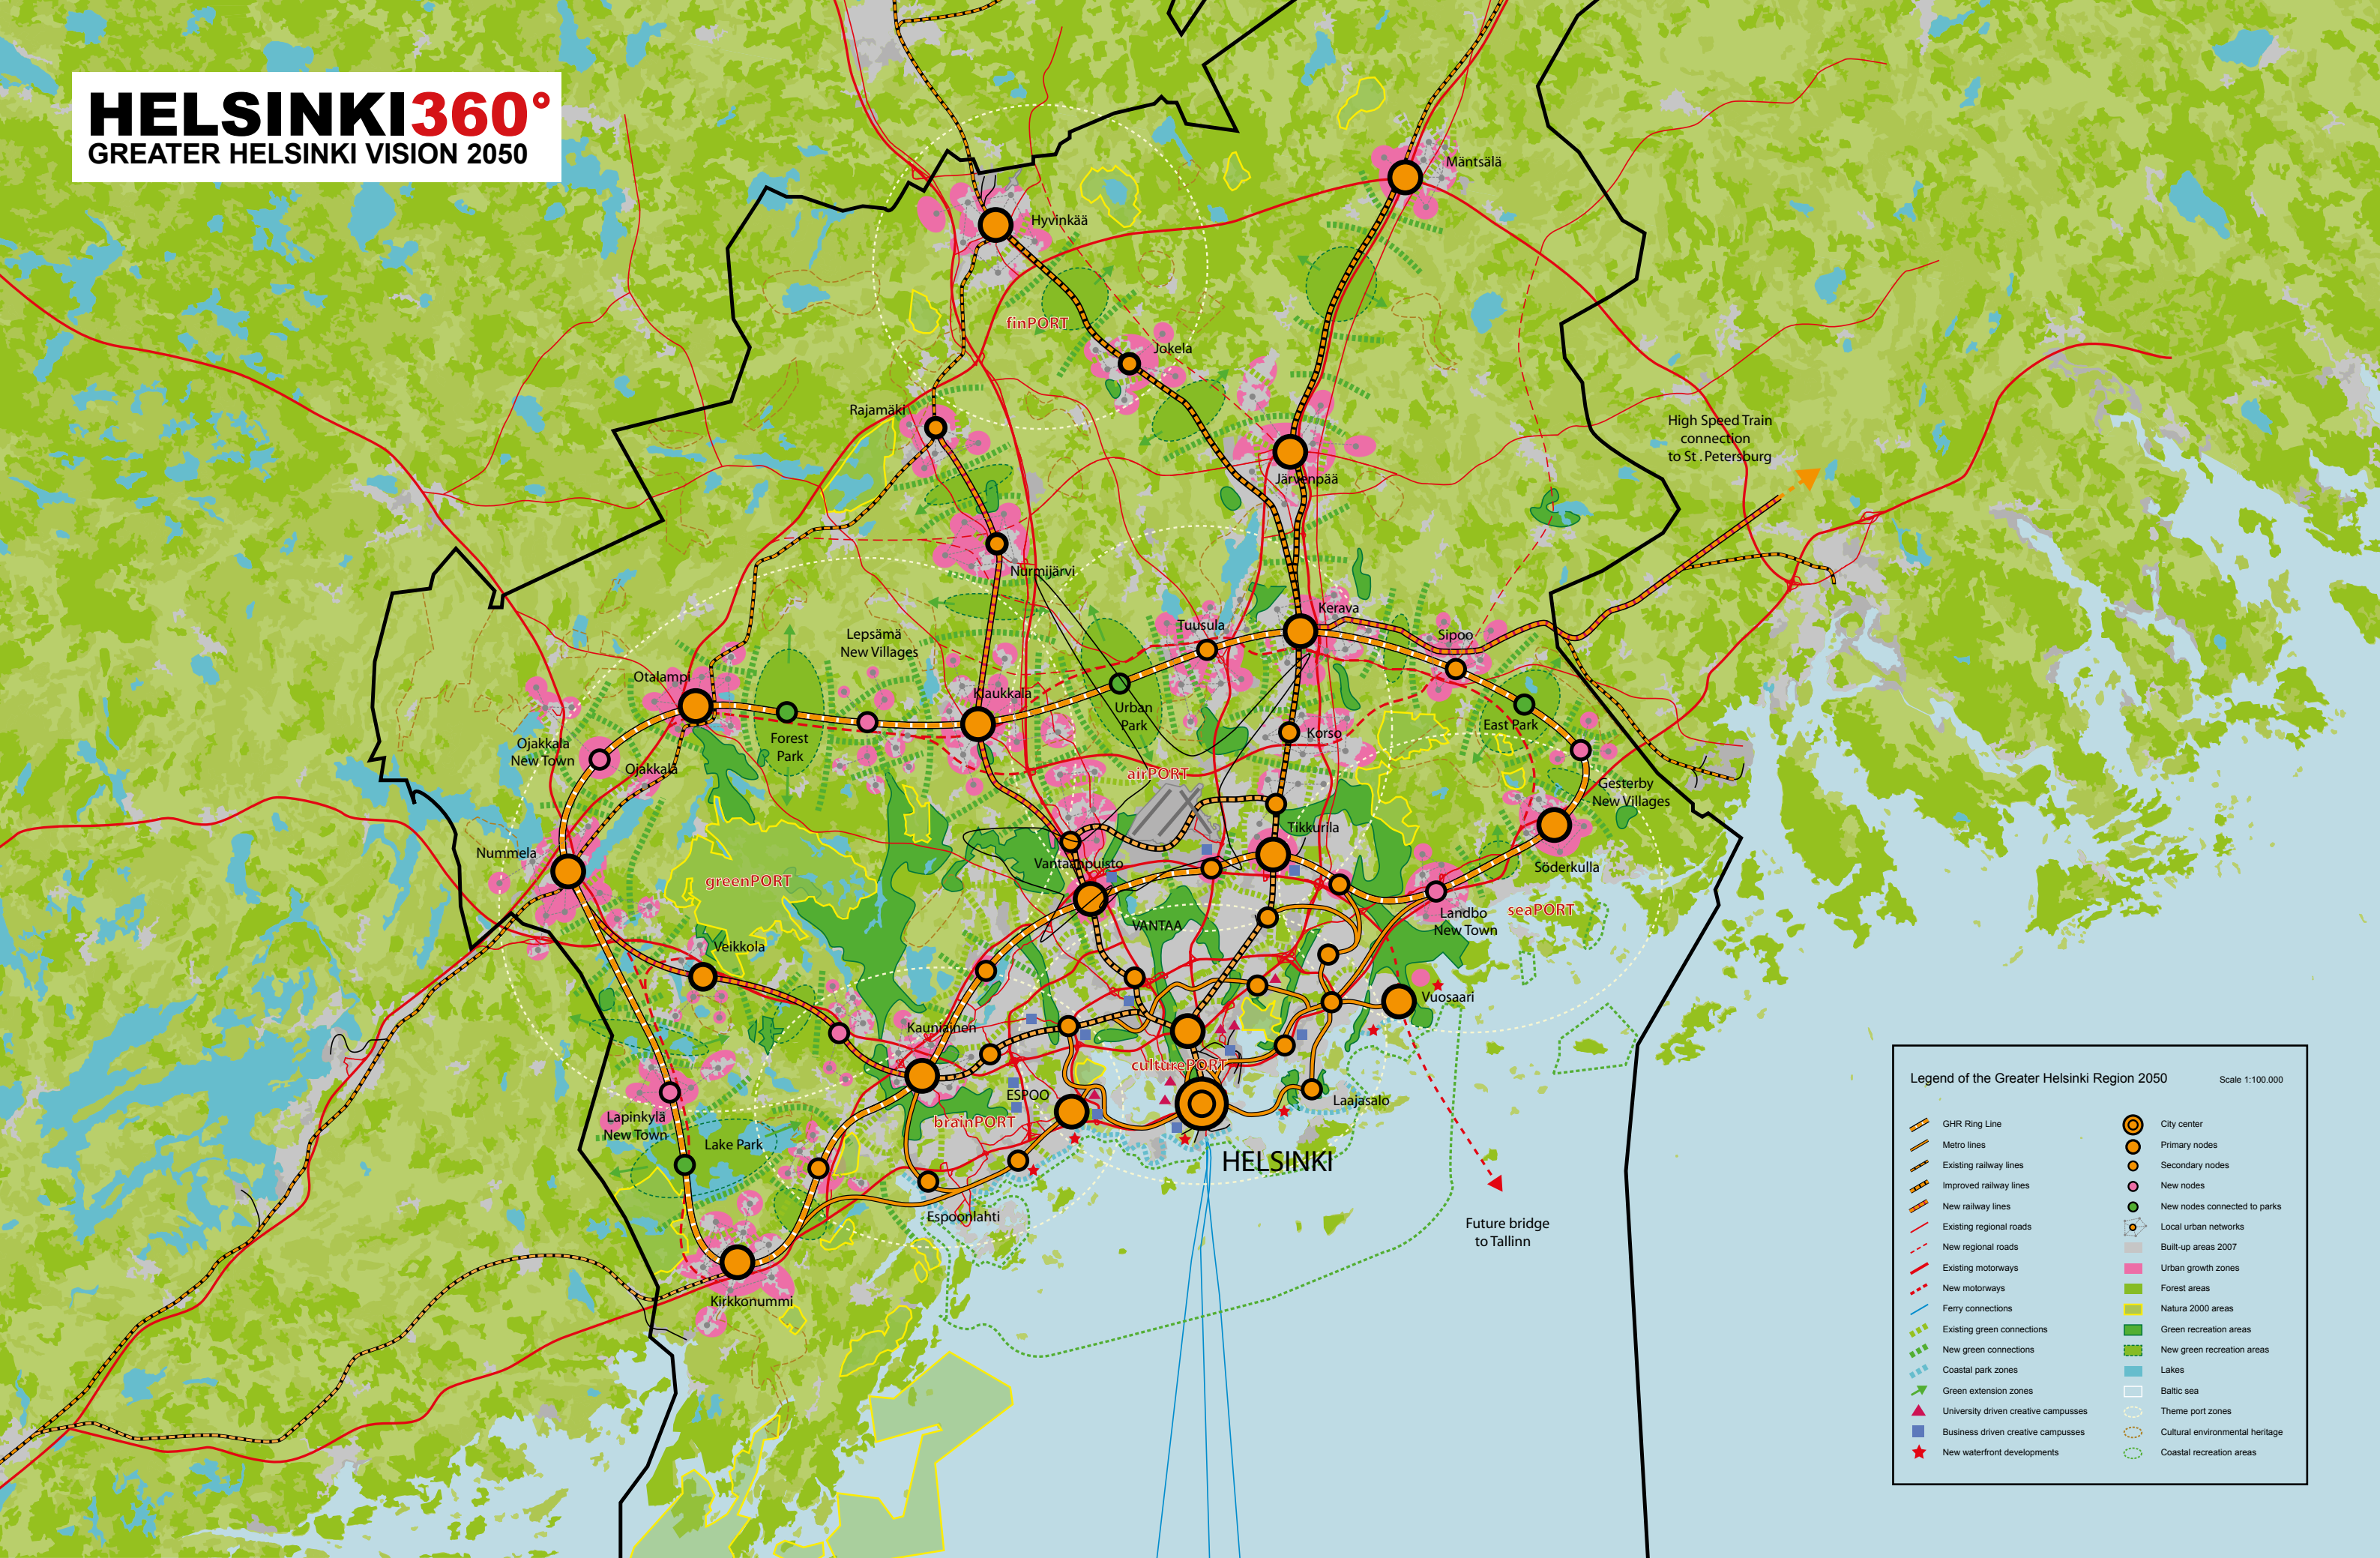 HELSINKI360°
GREATER HELSINKI VISION 2050
Mäntsälä
Hyvinkää
finPORT
Jokela
Rajamäki
High Speed Train
connection
to St . Petersburg
Järvenpää
Nurmijärvi
Kerava
Tuusula
Sipoo
Lepsämä
New Villages
Otalampi
Klaukkala
Urban
Park
East Park
Forest
Park
Korso
Ojakkala
New Town
Ojakkala
airPORT
Gesterby
New Villages
Tikkurila
Nummela
Vantaanpuisto
Söderkulla
greenPORT
seaPORT
Landbo
New Town
VANTAA
Veikkola
Vuosaari
Kauniainen
culturePORT
ESPOO
Laajasalo
Lapinkylä
New Town
brainPORT
Lake Park
HELSINKI
Espoonlahti
Future bridge
to Tallinn
Kirkkonummi
Legend of the Greater Helsinki Region 2050
Scale 1:100.000
GHR Ring Line
Metro lines
Existing railway lines
Improved railway lines
New railway lines
Existing regional roads
New regional roads
Existing motorways
New motorways
Ferry connections
Existing green connections
New green connections
Coastal park zones
Green extension zones
University driven creative campusses
Business driven creative campusses
New waterfront developments
City center
Primary nodes
Secondary nodes
New nodes
New nodes connected to parks
Local urban networks
Built-up areas 2007
Urban growth zones
Forest areas
Natura 2000 areas
Green recreation areas
New green recreation areas
Lakes
Baltic sea
Theme port zones
Cultural environmental heritage
Coastal recreation areas